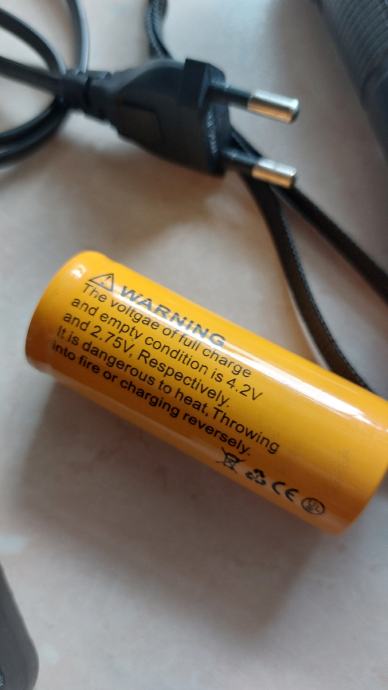 ⚠WARNING
The voltgae of full charge
and empty condition is 4.2V
and 2.75V, Respectively.
It is dangerous to heat,Throwing
into fire or charging reversely.
CE